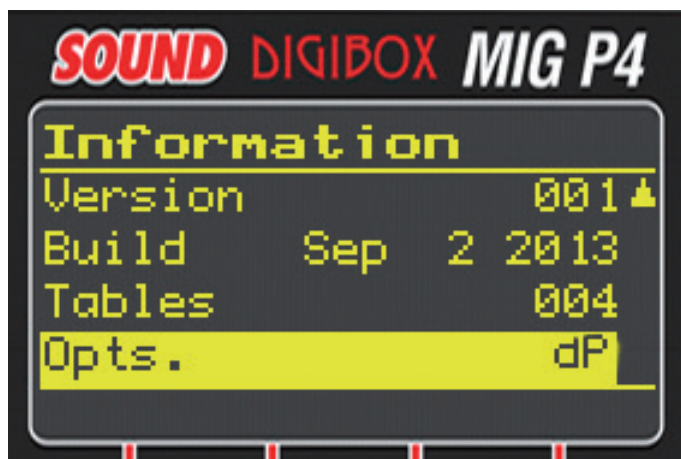 SOUND DIGIBOX MIG P4
Information
Version 001
Build Sep 2 2013
Tables 004
Opts. dP